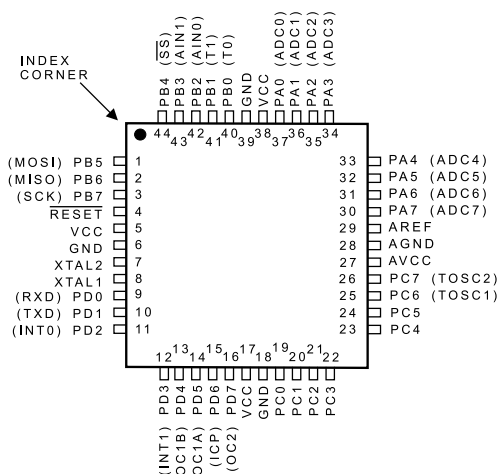 INDEX
CORNER
PB4 (SS)
PB3 (AIN1)
PB2 (AIN0)
PB1 (T1)
PB0 (T0)
GND
VCC
PA0 (ADC0)
PA1 (ADC1)
PA2 (ADC2)
PA3 (ADC3)
44 43 42 41 40 39 38 37 36 35 34
(MOSI) PB5 1
(MISO) PB6 2
(SCK) PB7 3
RESET 4
VCC 5
GND 6
XTAL2 7
XTAL1 8
(RXD) PD0 9
(TXD) PD1 10
(INT0) PD2 11
33 PA4 (ADC4)
32 PA5 (ADC5)
31 PA6 (ADC6)
30 PA7 (ADC7)
29 AREF
28 AGND
27 AVCC
26 PC7 (TOSC2)
25 PC6 (TOSC1)
24 PC5
23 PC4
12 13 14 15 16 17 18 19 20 21 22
(INT1) PD3
OC1B) PD4
OC1A) PD5
(ICP) PD6
(OC2) PD7
VCC
GND
PC0
PC1
PC2
PC3